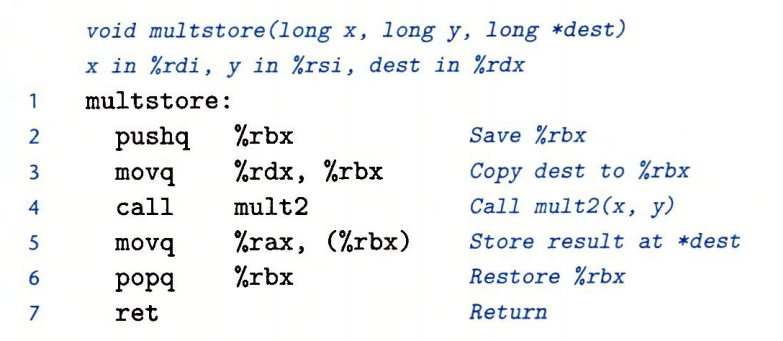 void multstore(long x, long y, long *dest)
x in %rdi, y in %rsi, dest in %rdx
1 multstore:
2 pushq %rbx Save %rbx
3 movq %rdx, %rbx Copy dest to %rbx
4 call mult2 Call mult2(x, y)
5 movq %rax, (%rbx) Store result at *dest
6 popq %rbx Restore %rbx
7 ret Return